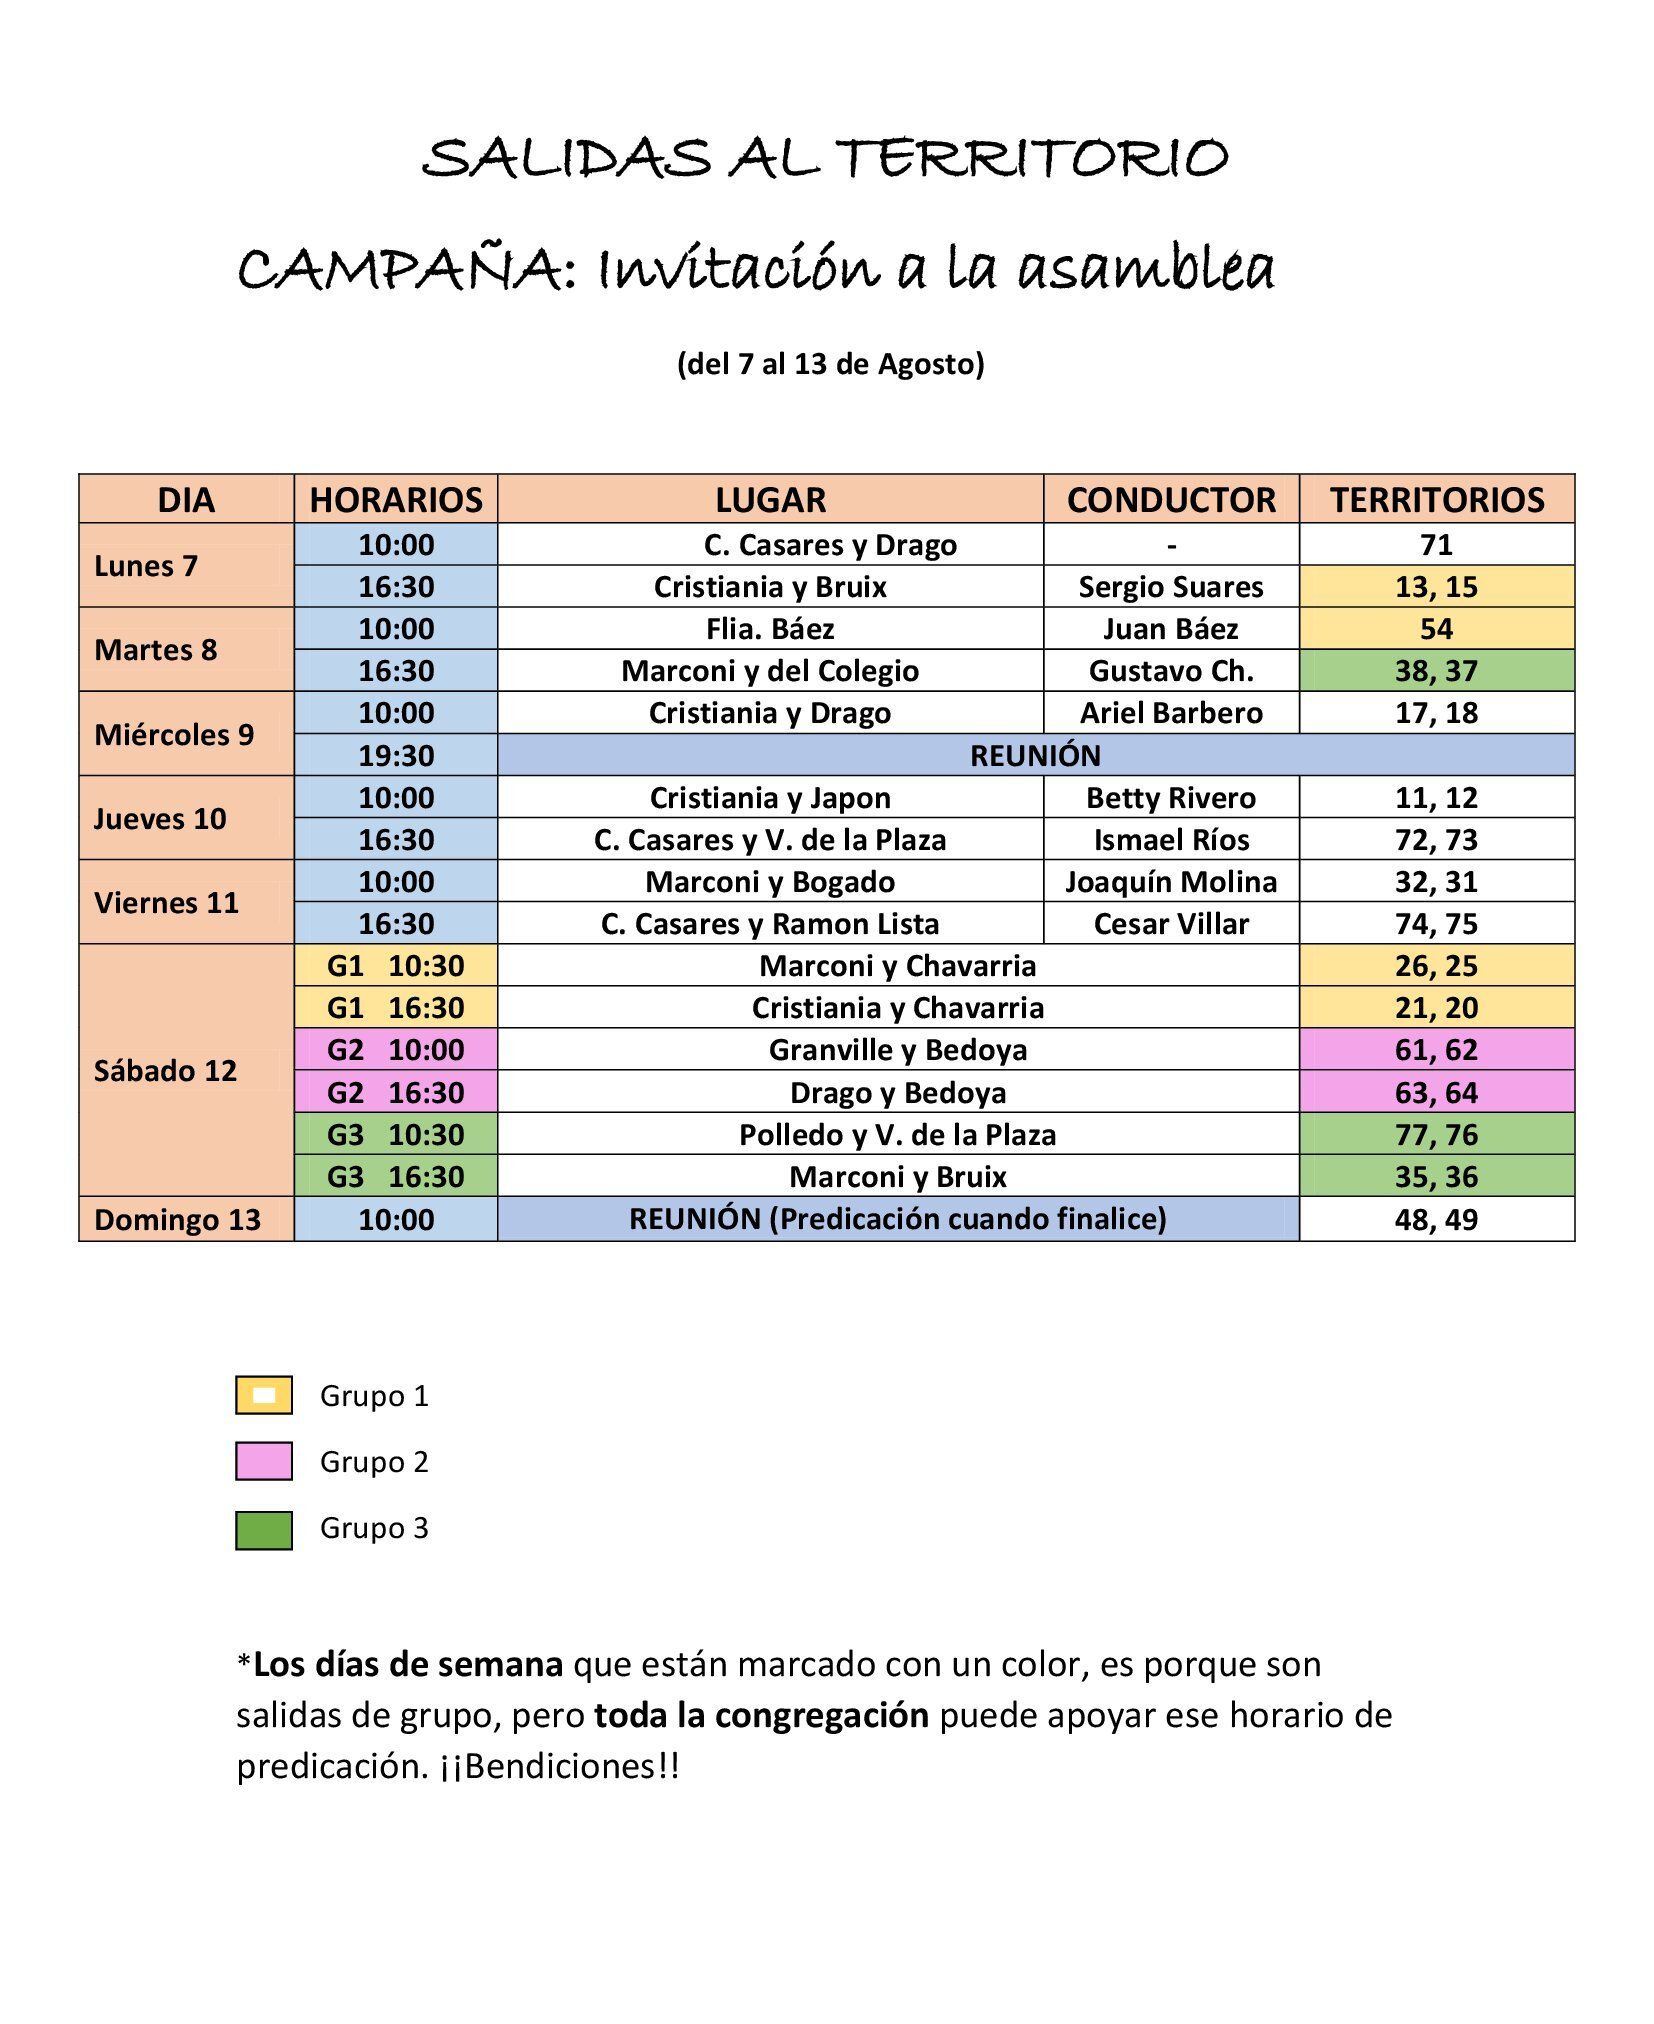 SALIDAS AL TERRITORIO
CAMPAÑA: Invitación a la asamblea
(del 7 al 13 de Agosto)
DIA HORARIOS LUGAR CONDUCTOR TERRITORIOS
Lunes 7
10:00 C. Casares y Drago - 71
16:30 Cristiania y Bruix Sergio Suares 13, 15
Martes 8
10:00 Flia. Báez Juan Báez 54
16:30 Marconi y del Colegio Gustavo Ch. 38, 37
Miércoles 9
10:00 Cristiania y Drago Ariel Barbero 17, 18
19:30 REUNIÓN
Jueves 10
10:00 Cristiania y Japon Betty Rivero 11, 12
16:30 C. Casares y V. de la Plaza Ismael Ríos 72, 73
Viernes 11
10:00 Marconi y Bogado Joaquín Molina 32, 31
16:30 C. Casares y Ramon Lista Cesar Villar 74, 75
Sábado 12
G1 10:30 Marconi y Chavarria 26, 25
G1 16:30 Cristiania y Chavarria 21, 20
G2 10:00 Granville y Bedoya 61, 62
G2 16:30 Drago y Bedoya 63, 64
G3 10:30 Polledo y V. de la Plaza 77, 76
G3 16:30 Marconi y Bruix 35, 36
Domingo 13 10:00 REUNIÓN (Predicación cuando finalice) 48, 49
Grupo 1
Grupo 2
Grupo 3
*Los días de semana que están marcado con un color, es porque son
salidas de grupo, pero toda la congregación puede apoyar ese horario de
predicación. ¡¡Bendiciones!!